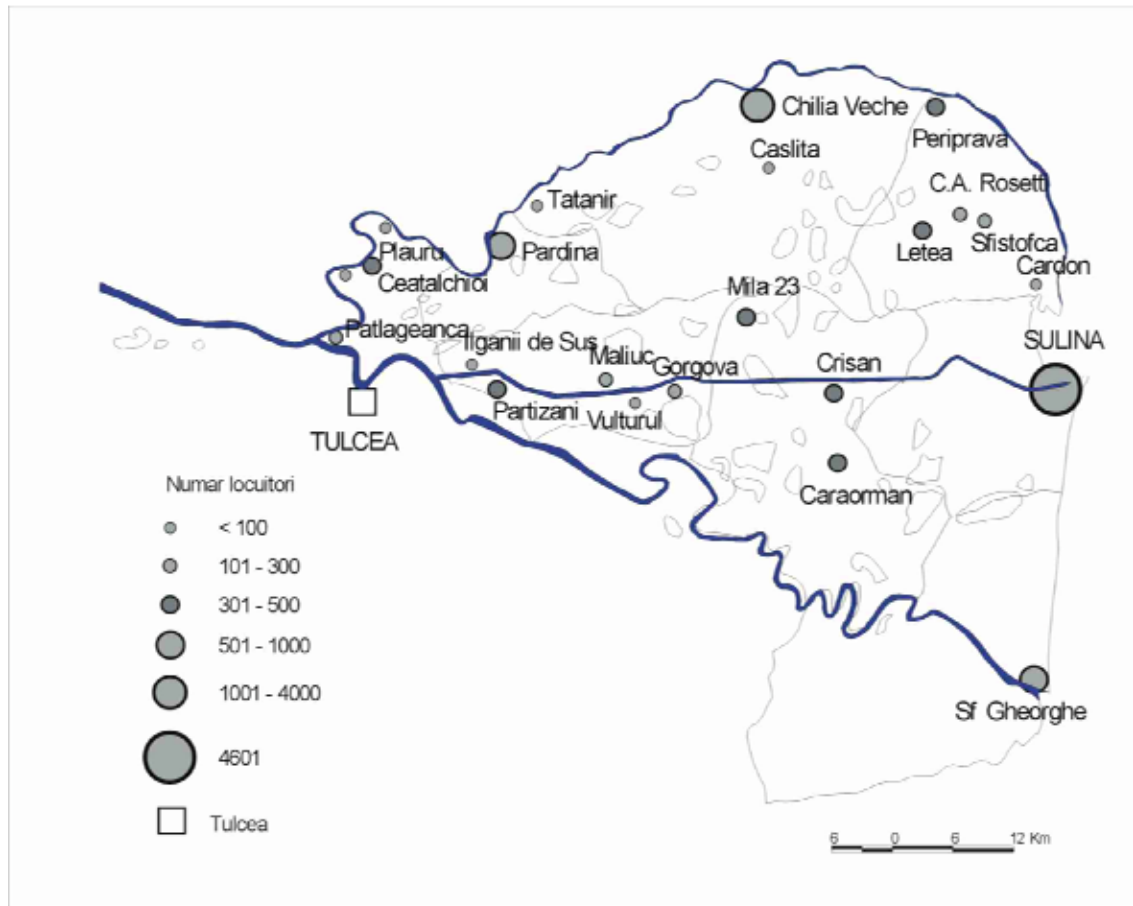 Chilia Veche
Periprava
Caslita
C.A. Rosett
Tatanir
Letea
Sfistofca
Plauru
Pardina
Cardon
Ceatalchioi
Mila 23
Patlageanca
SULINA
Ilganii de Sus
Maliuc
Gorgova
Crisan
Partizani
Vulturul
TULCEA
Caraorman
Numar locuitori
< 100
101 - 300
301 - 500
501 - 1000
1001 - 4000
Sf Gheorghe
4601
Tulcea
6 0 6 12 Km